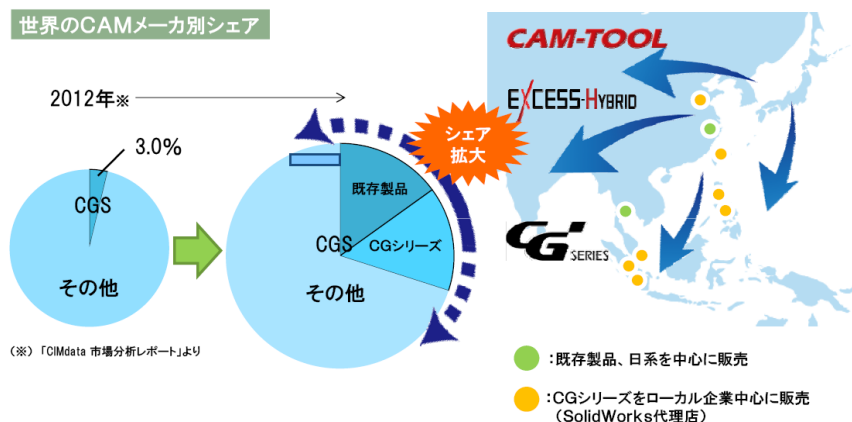 世界のCAMメーカ別シェア
2012年※
3.0%
CGS
その他
(※) 「CIMdata 市場分析レポート」より
既存製品
CGS
CGシリーズ
その他
シェア
拡大
CAM-TOOL
EXCESS-HYBRID
CG SERIES
:既存製品、日系を中心に販売
:CGシリーズをローカル企業中心に販売
(SolidWorks代理店)